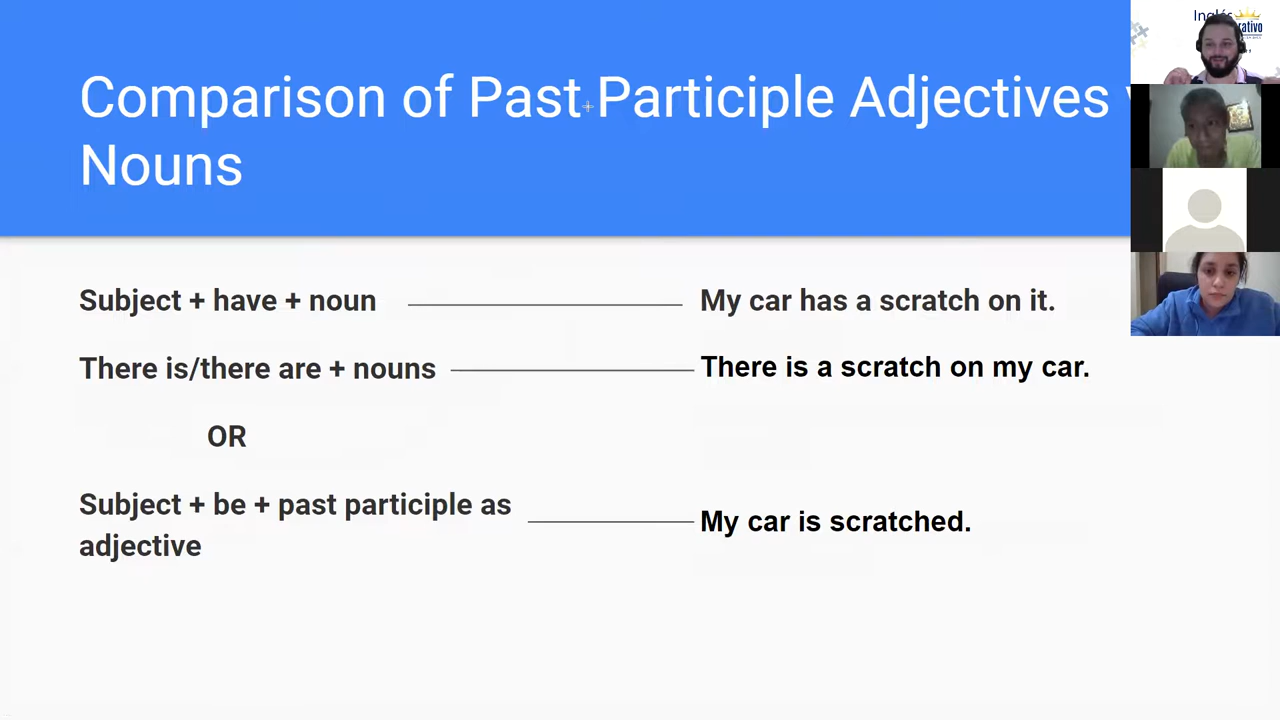 Comparison of Past Participle Adjectives
Nouns
Subject + have + noun
My car has a scratch on it.
There is/there are + nouns
There is a scratch on my car.
OR
Subject + be + past participle as
adjective
My car is scratched.